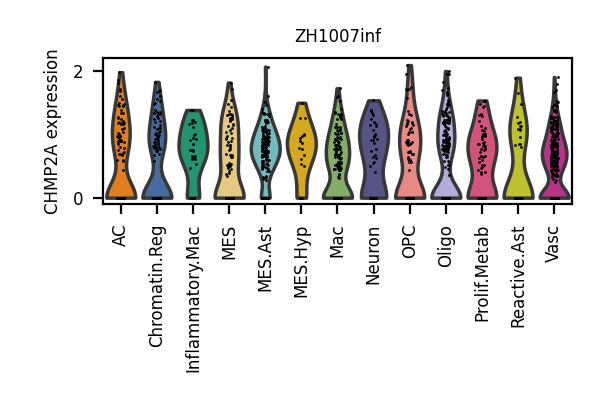 ZH1007inf
CHMP2A expression
2
0
AC
Chromatin.Reg
Inflammatory.Mac
MES
MES.Ast
MES.Hyp
Mac
Neuron
OPC
Oligo
Prolif.Metab
Reactive.Ast
Vasc